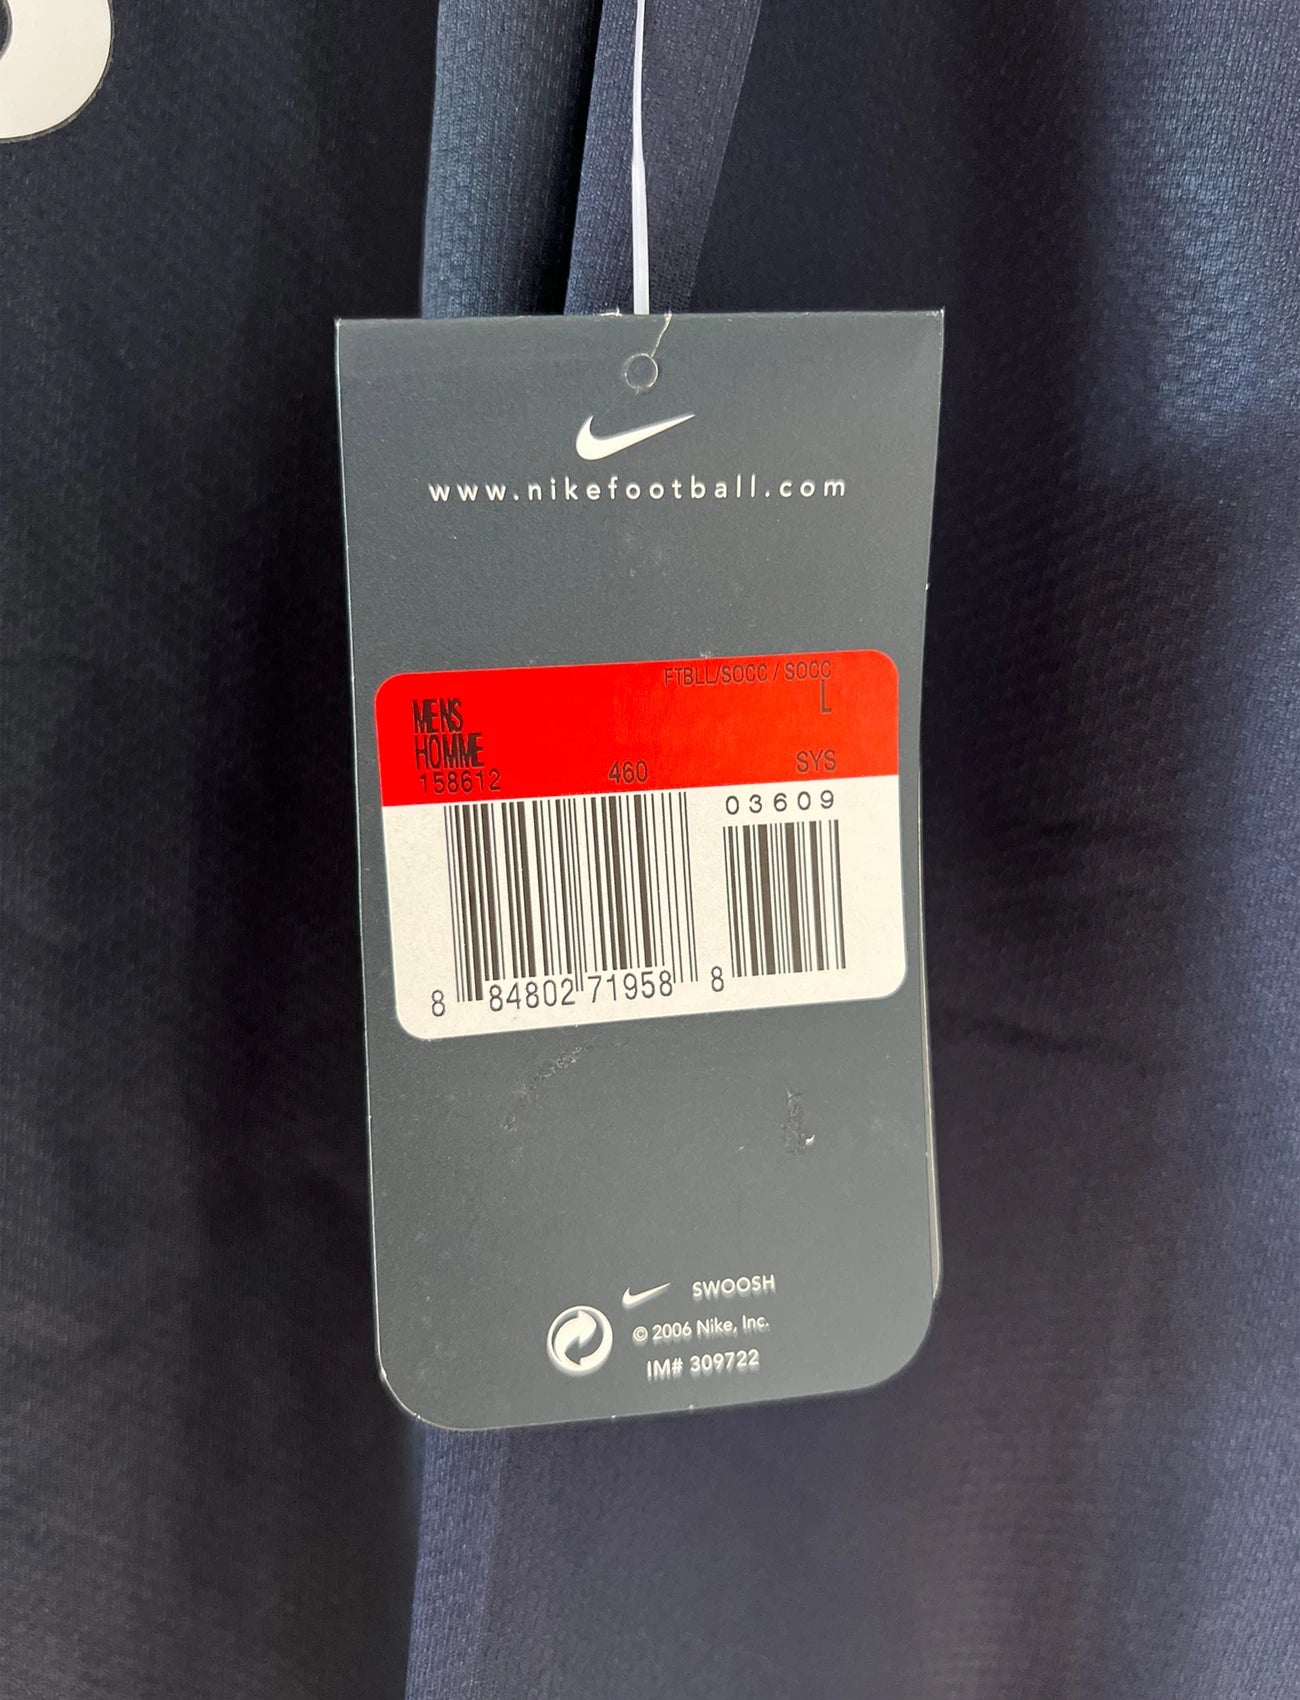 www.nikefootball.com
FTBLL/SOCC / SOCC
L
MENS
HOMME
158612 460 SYS
03609
8 84802 71958 8
SWOOSH
© 2006 Nike, Inc.
IM# 309722